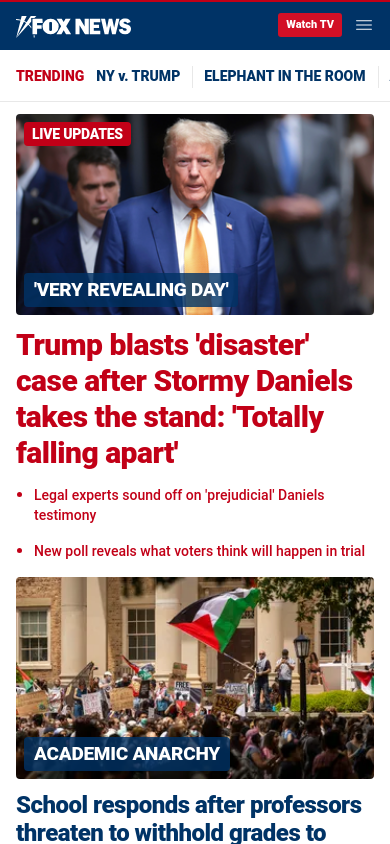 FOX NEWS
Watch TV
TRENDING NY v. TRUMP ELEPHANT IN THE ROOM
LIVE UPDATES
'VERY REVEALING DAY'
Trump blasts 'disaster'
case after Stormy Daniels
takes the stand: 'Totally
falling apart'
• Legal experts sound off on 'prejudicial' Daniels
testimony
• New poll reveals what voters think will happen in trial
FREE
ACADEMIC ANARCHY
School responds after professors
threaten to withhold grades to